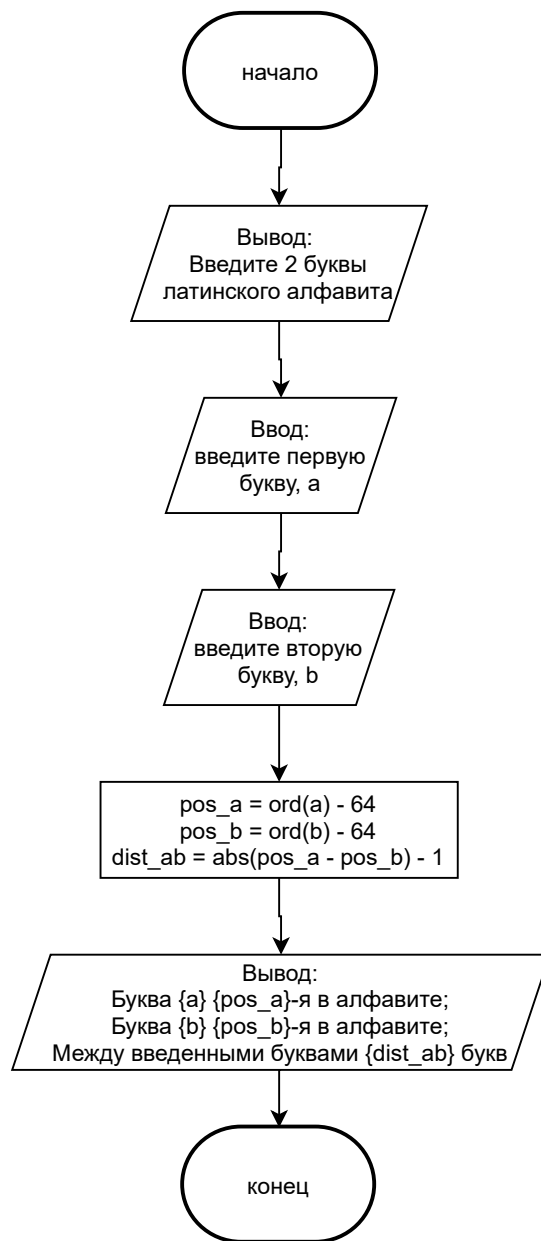 начало
Вывод:
Введите 2 буквы
латинского алфавита
Ввод:
введите первую
букву, a
Ввод:
введите вторую
букву, b
pos_a = ord(a) - 64
pos_b = ord(b) - 64
dist_ab = abs(pos_a - pos_b) - 1
Вывод:
Буква {a} {pos_a}-я в алфавите;
Буква {b} {pos_b}-я в алфавите;
Между введенными буквами {dist_ab} букв
конец